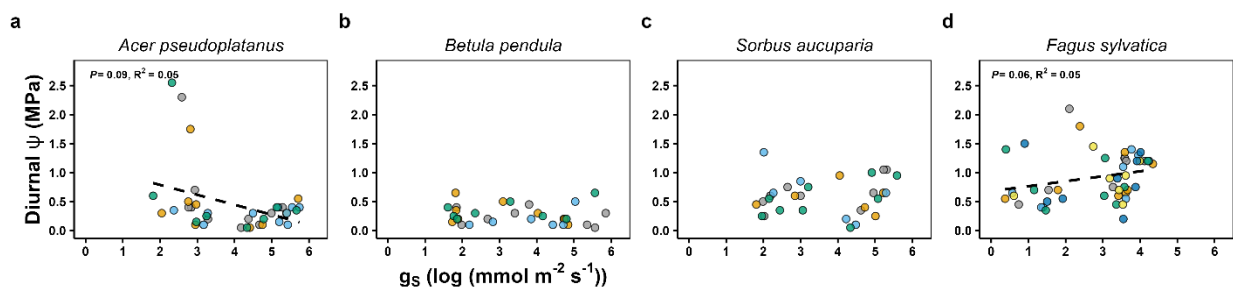 a
b
c
d
Acer pseudoplatanus
Betula pendula
Sorbus aucuparia
Fagus sylvatica
Diurnal ψ (MPa)
P= 0.09, R² = 0.05
P= 0.06, R² = 0.05
2.5
2.0
1.5
1.0
0.5
0.0
0 1 2 3 4 5 6
2.5
2.0
1.5
1.0
0.5
0.0
0 1 2 3 4 5 6
2.5
2.0
1.5
1.0
0.5
0.0
0 1 2 3 4 5 6
2.5
2.0
1.5
1.0
0.5
0.0
0 1 2 3 4 5 6
gS (log (mmol m⁻² s⁻¹))